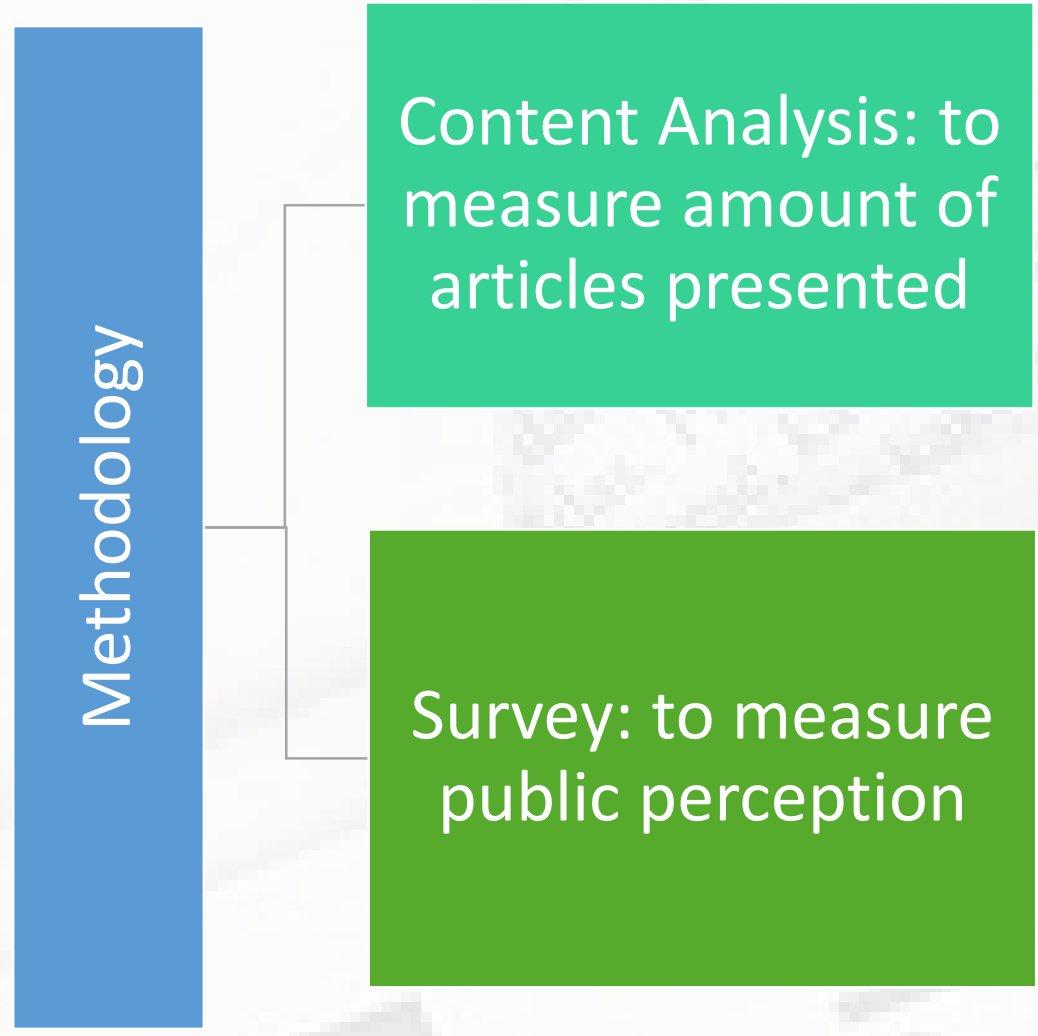 Methodology
Content Analysis: to
measure amount of
articles presented
Survey: to measure
public perception